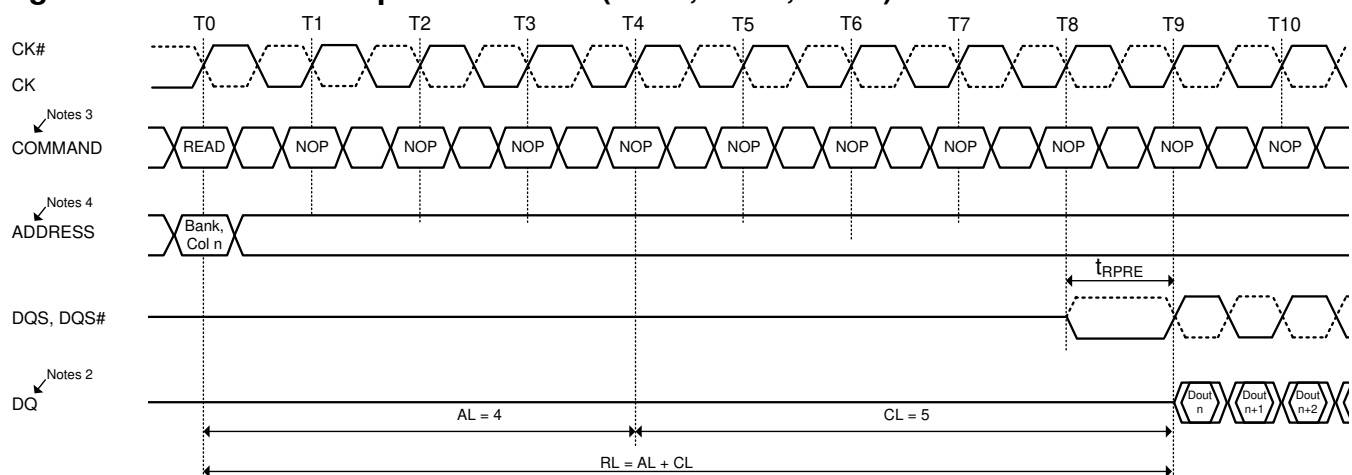 T0 T1 T2 T3 T4 T5 T6 T7 T8 T9 T10
CK#
CK
Notes 3
COMMAND
READ NOP NOP NOP NOP NOP NOP NOP NOP NOP NOP
Notes 4
ADDRESS
Bank,
Col n
tRPRE
DQS, DQS#
Notes 2
DQ
Dout
n
Dout
n+1
Dout
n+2
AL = 4
CL = 5
RL = AL + CL